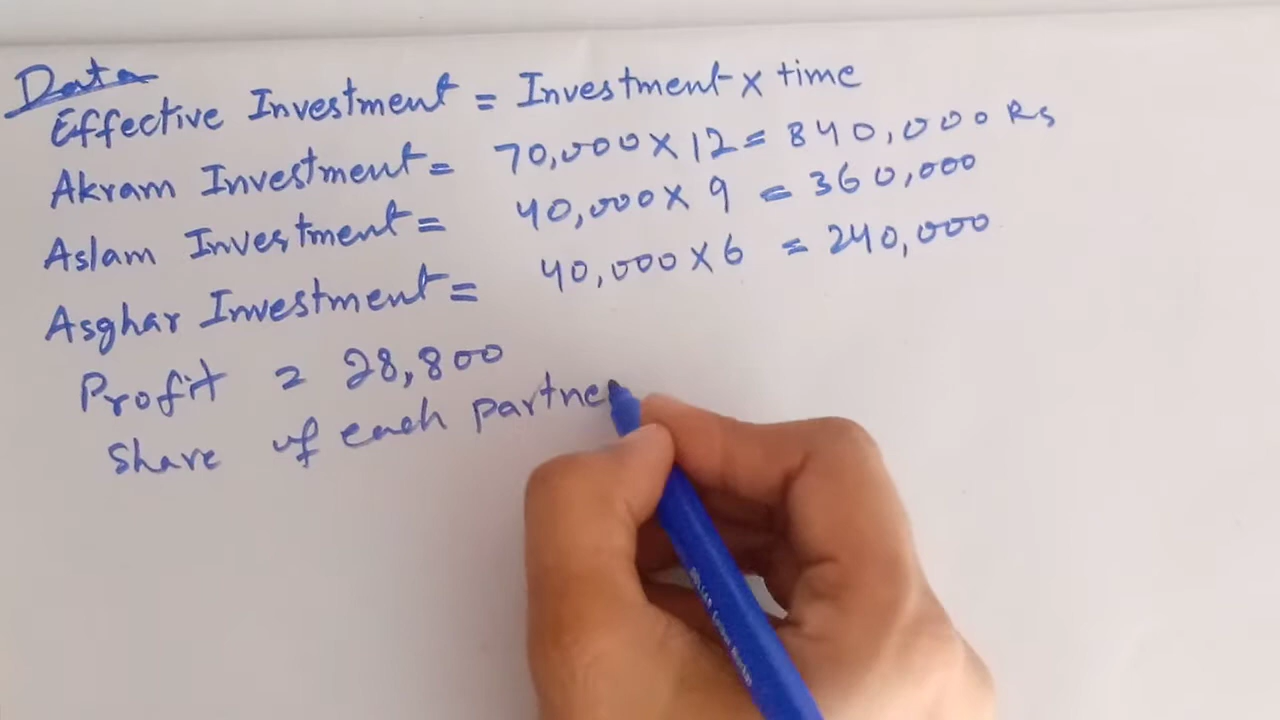 Data
Effective Investment = Investment × time
Akram Investment = 70,000 × 12 = 840,000 Rs
Aslam Investment = 40,000 × 9 = 360,000
Asghar Investment = 40,000 × 6 = 240,000
Profit = 28,800
Share of each partne